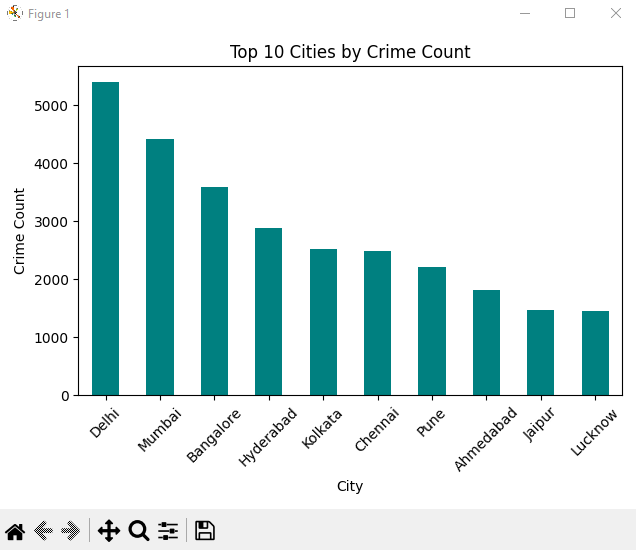 Figure 1
Top 10 Cities by Crime Count
Crime Count
5000
4000
3000
2000
1000
0
Delhi
Mumbai
Bangalore
Hyderabad
Kolkata
Chennai
Pune
Ahmedabad
Jaipur
Lucknow
City